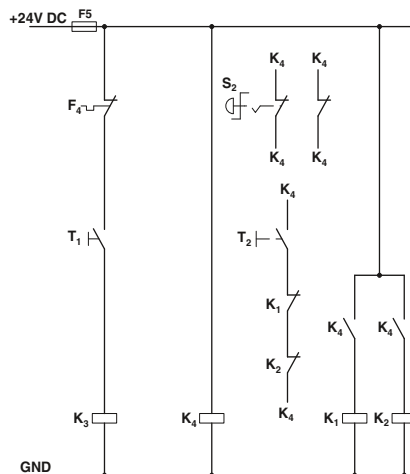 +24V DC F5
K4 K4
S2
F4
K4 K4
K4
T1 T2
K1
K4 K4
K2
K4
K3 K4 K1 K2
GND